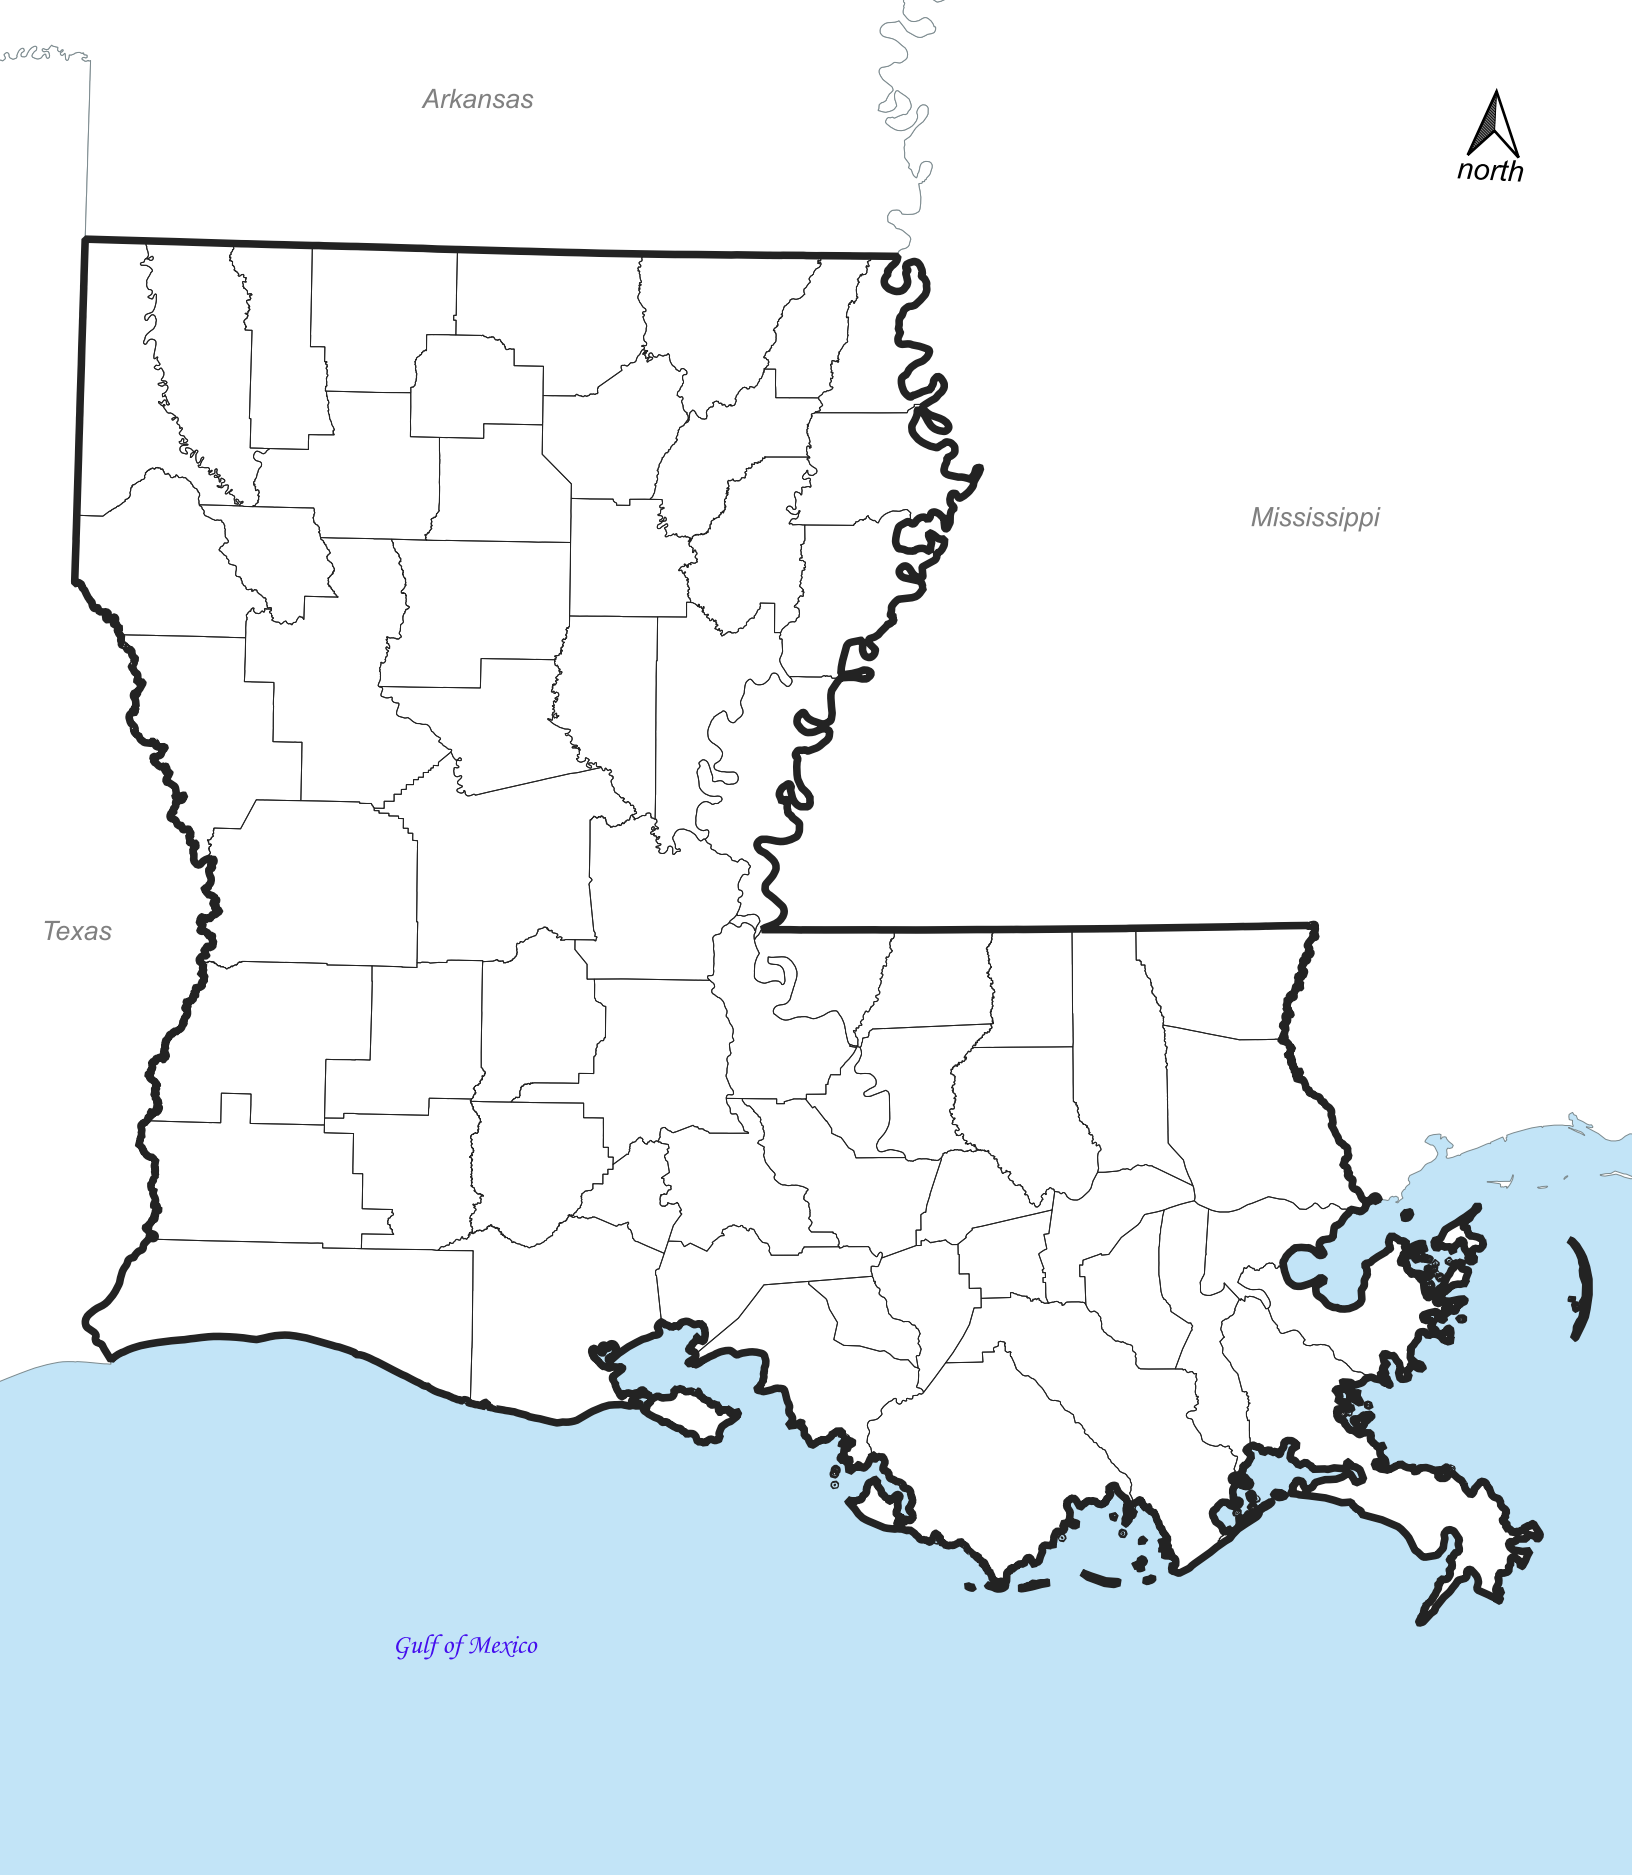 Arkansas
north
Mississippi
Texas
Gulf of Mexico